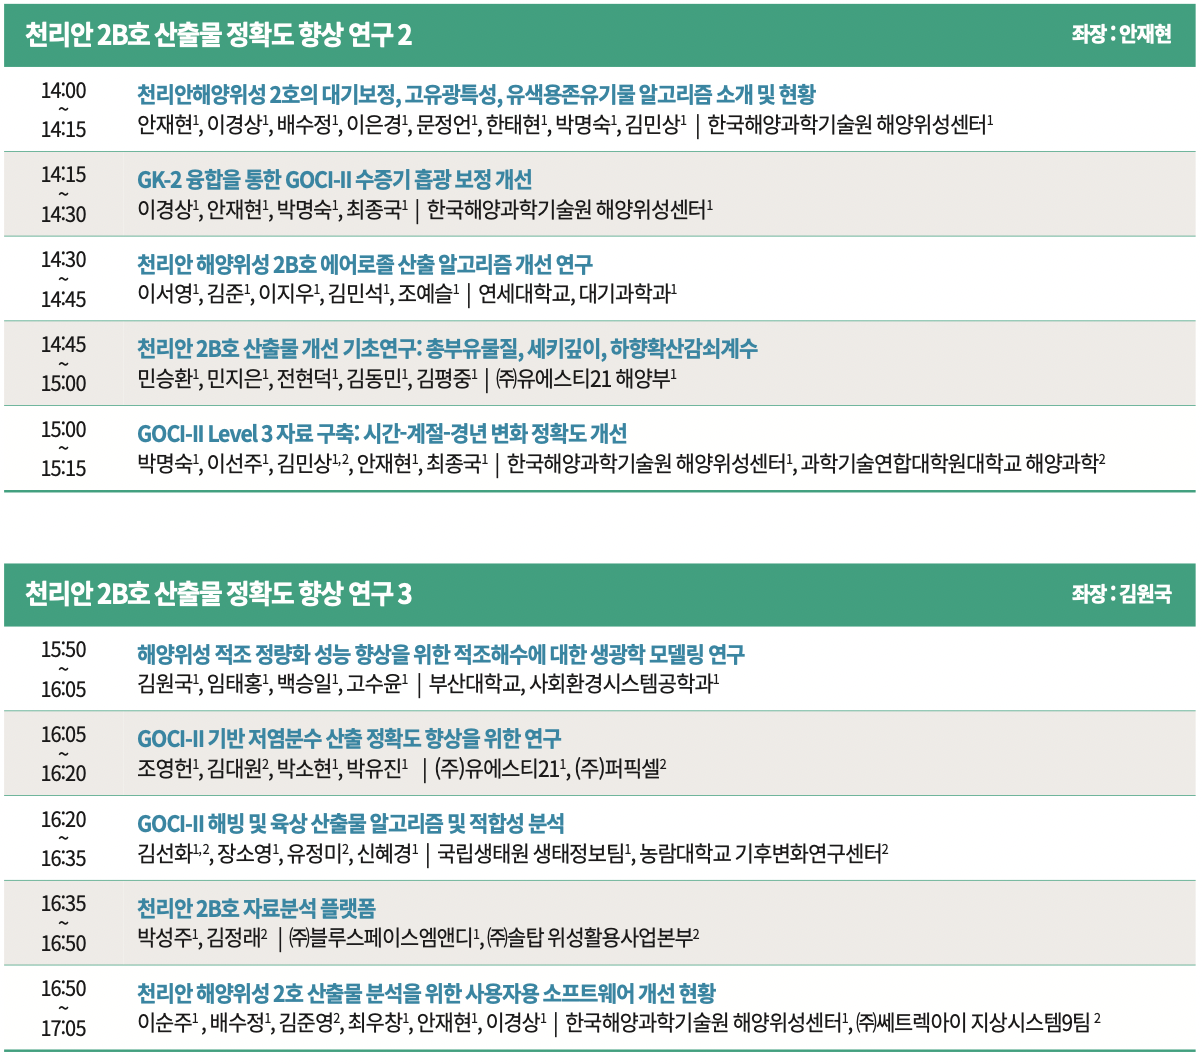 천리안 2B호 산출물 정확도 향상 연구 2 좌장 : 안재현
14:00
~
14:15
천리안해양위성 2호의 대기보정, 고유광특성, 유색용존유기물 알고리즘 소개 및 현황
안재현¹, 이경상¹, 배수정¹, 이은경¹, 문정언¹, 한태현¹, 박명숙¹, 김민상¹ | 한국해양과학기술원 해양위성센터¹
14:15
~
14:30
GK-2 융합을 통한 GOCI-II 수증기 흡광 보정 개선
이경상¹, 안재현¹, 박명숙¹, 최종국¹ | 한국해양과학기술원 해양위성센터¹
14:30
~
14:45
천리안 해양위성 2B호 에어로졸 산출 알고리즘 개선 연구
이서영¹, 김준¹, 이지우¹, 김민석¹, 조예슬¹ | 연세대학교, 대기과학과¹
14:45
~
15:00
천리안 2B호 산출물 개선 기초연구: 총부유물질, 세키깊이, 하향확산감쇠계수
민승환¹, 민지은¹, 전현덕¹, 김동민¹, 김평중¹ | ㈜유에스티21 해양부¹
15:00
~
15:15
GOCI-II Level 3 자료 구축: 시간-계절-경년 변화 정확도 개선
박명숙¹, 이선주¹, 김민상¹,², 안재현¹, 최종국¹ | 한국해양과학기술원 해양위성센터¹, 과학기술연합대학원대학교 해양과학²
천리안 2B호 산출물 정확도 향상 연구 3 좌장 : 김원국
15:50
~
16:05
해양위성 적조 정량화 성능 향상을 위한 적조해수에 대한 생광학 모델링 연구
김원국¹, 임태홍¹, 백승일¹, 고수윤¹ | 부산대학교, 사회환경시스템공학과¹
16:05
~
16:20
GOCI-II 기반 저염분수 산출 정확도 향상을 위한 연구
조영헌¹, 김대원², 박소현¹, 박유진¹ | (주)유에스티21¹, (주)퍼픽셀²
16:20
~
16:35
GOCI-II 해빙 및 육상 산출물 알고리즘 및 적합성 분석
김선화¹,², 장소영¹, 유정미², 신혜경¹ | 국립생태원 생태정보팀¹, 농람대학교 기후변화연구센터²
16:35
~
16:50
천리안 2B호 자료분석 플랫폼
박성주¹, 김정래² | ㈜블루스페이스엠앤디¹, ㈜솔탑 위성활용사업본부²
16:50
~
17:05
천리안 해양위성 2호 산출물 분석을 위한 사용자용 소프트웨어 개선 현황
이순주¹ , 배수정¹, 김준영², 최우창¹, 안재현¹, 이경상¹ | 한국해양과학기술원 해양위성센터¹, ㈜쎄트렉아이 지상시스템9팀 ²